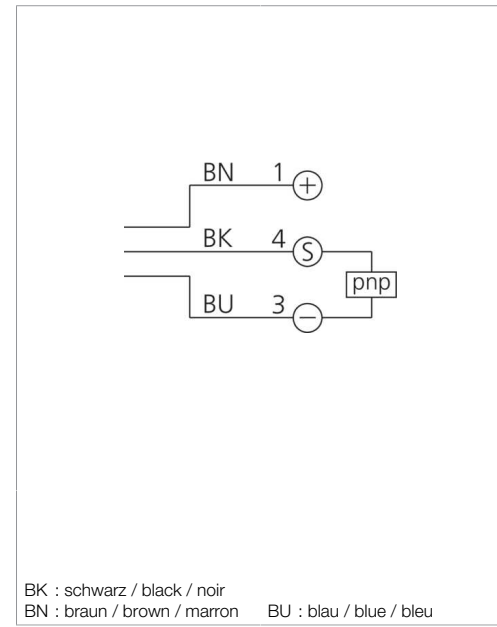 BN 1 +
BK 4 S
pnp
BU 3 −
BK : schwarz / black / noir
BN : braun / brown / marron BU : blau / blue / bleu